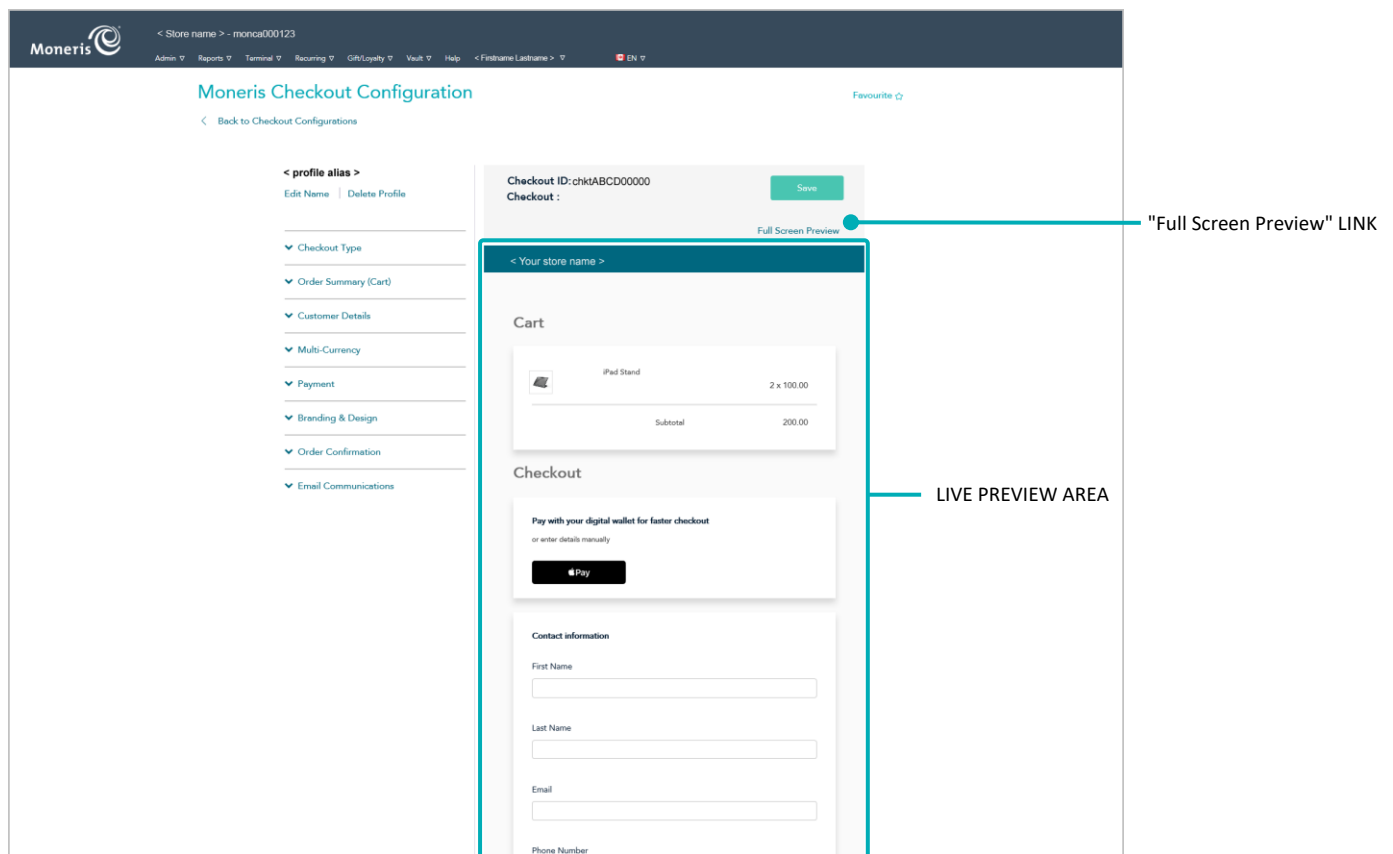 Moneris
< Store name > - monca000123
Admin Reports Terminal Recurring Gift/Loyalty Vault Help < Firstname Lastname > EN
Moneris Checkout Configuration
Favourite
Back to Checkout Configurations
< profile alias >
Edit Name | Delete Profile
Checkout Type
Order Summary (Cart)
Customer Details
Multi-Currency
Payment
Branding & Design
Order Confirmation
Email Communications
Checkout ID: chktABCD00000
Checkout :
Save
Full Screen Preview
"Full Screen Preview" LINK
< Your store name >
Cart
iPad Stand
2 x 100.00
Subtotal 200.00
Checkout
LIVE PREVIEW AREA
Pay with your digital wallet for faster checkout
or enter details manually
Pay
Contact information
First Name
Last Name
Email
Phone Number